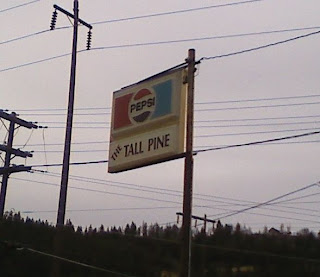 PEPSI
THE TALL PINE